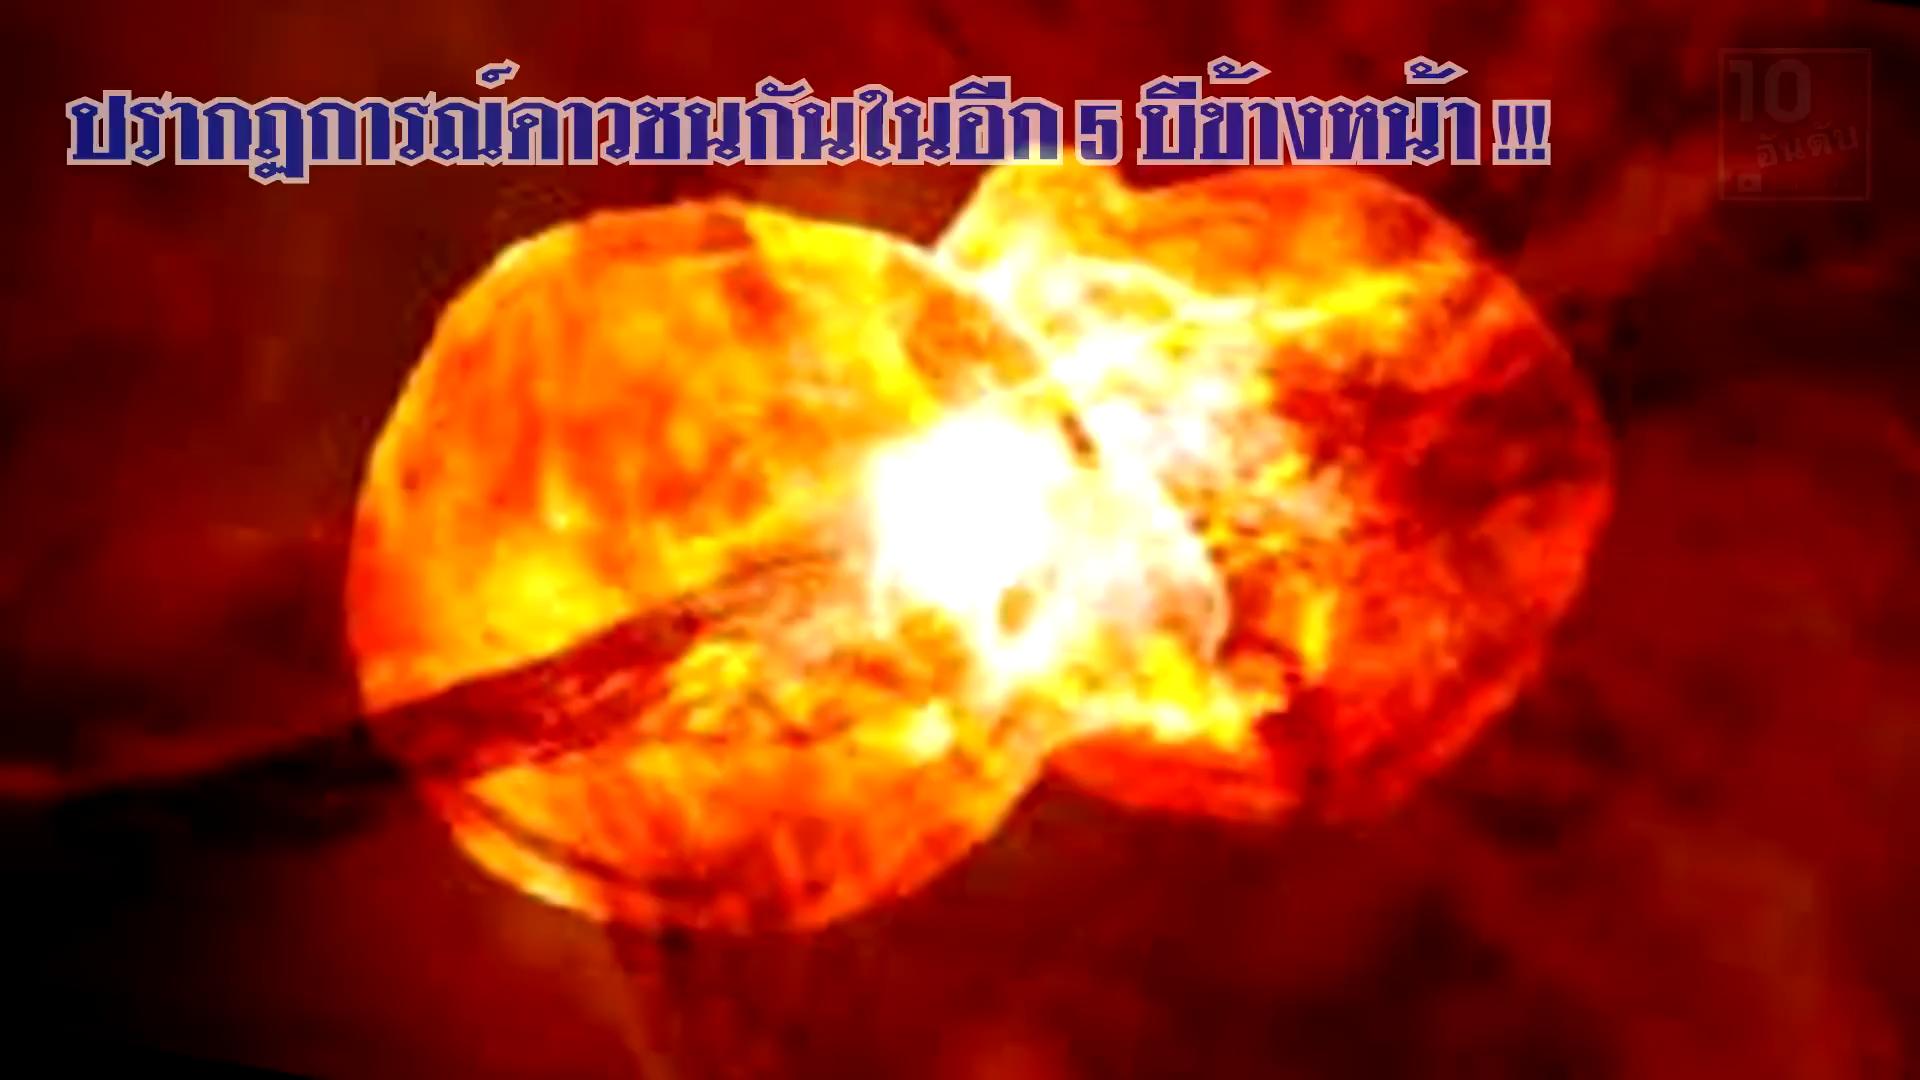 ปรากฏการณ์ดาวชนกันในอีก 5 ปีข้างหน้า !!!
10
อันดับ